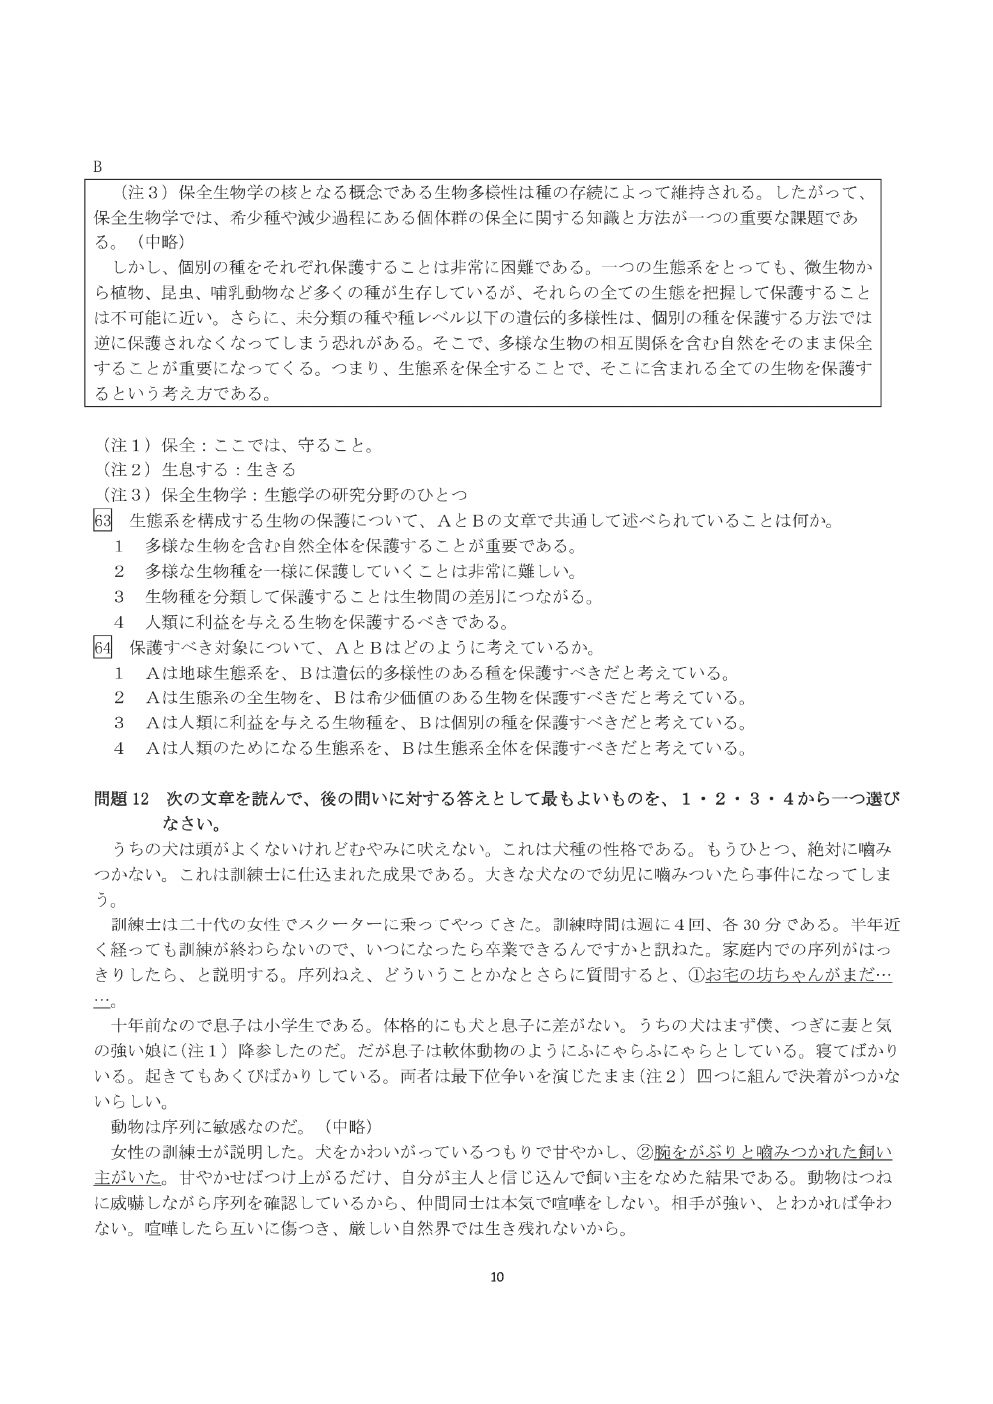 B
（注３）保全生物学の核となる概念である生物多様性は種の存続によって維持される。したがって、
保全生物学では、希少種や減少過程にある個体群の保全に関する知識と方法が一つの重要な課題であ
る。（中略）
しかし、個別の種をそれぞれ保護することは非常に困難である。一つの生態系をとっても、微生物か
ら植物、昆虫、哺乳動物など多くの種が生存しているが、それらの全ての生態を把握して保護すること
は不可能に近い。さらに、未分類の種や種レベル以下の遺伝的多様性は、個別の種を保護する方法では
逆に保護されなくなってしまう恐れがある。そこで、多様な生物の相互関係を含む自然をそのまま保全
することが重要になってくる。つまり、生態系を保全することで、そこに含まれる全ての生物を保護す
るという考え方である。
（注１）保全：ここでは、守ること。
（注２）生息する：生きる
（注３）保全生物学：生態学の研究分野のひとつ
63 生態系を構成する生物の保護について、ＡとＢの文章で共通して述べられていることは何か。
１ 多様な生物を含む自然全体を保護することが重要である。
２ 多様な生物種を一様に保護していくことは非常に難しい。
３ 生物種を分類して保護することは生物間の差別につながる。
４ 人類に利益を与える生物を保護するべきである。
64 保護すべき対象について、ＡとＢはどのように考えているか。
１ Ａは地球生態系を、Ｂは遺伝的多様性のある種を保護すべきだと考えている。
２ Ａは生態系の全生物を、Ｂは希少価値のある生物を保護すべきだと考えている。
３ Ａは人類に利益を与える生物種を、Ｂは個別の種を保護すべきだと考えている。
４ Ａは人類のためになる生態系を、Ｂは生態系全体を保護すべきだと考えている。
問題 12 次の文章を読んで、後の問いに対する答えとして最もよいものを、１・２・３・４から一つ選び
なさい。
うちの犬は頭がよくないけれどむやみに吠えない。これは犬種の性格である。もうひとつ、絶対に噛み
つかない。これは訓練士に仕込まれた成果である。大きな犬なので幼児に噛みついたら事件になってしま
う。
訓練士は二十代の女性でスクーターに乗ってやってきた。訓練時間は週に４回、各 30 分である。半年近
く経っても訓練が終わらないので、いつになったら卒業できるんですかと訊ねた。家庭内での序列がはっ
きりしたら、と説明する。序列ねえ、どういうことかなとさらに質問すると、①お宅の坊ちゃんがまだ…
…。
十年前なので息子は小学生である。体格的にも犬と息子に差がない。うちの犬はまず僕、つぎに妻と気
の強い娘に(注１）降参したのだ。だが息子は軟体動物のようにふにゃらふにゃらとしている。寝てばかり
いる。起きてもあくびばかりしている。両者は最下位争いを演じたまま(注２）四つに組んで決着がつかな
いらしい。
動物は序列に敏感なのだ。（中略）
女性の訓練士が説明した。犬をかわいがっているつもりで甘やかし、②腕をがぶりと噛みつかれた飼い
主がいた。甘やかせばつけ上がるだけ、自分が主人と信じ込んで飼い主をなめた結果である。動物はつね
に威嚇しながら序列を確認しているから、仲間同士は本気で喧嘩をしない。相手が強い、とわかれば争わ
ない。喧嘩したら互いに傷つき、厳しい自然界では生き残れないから。
10